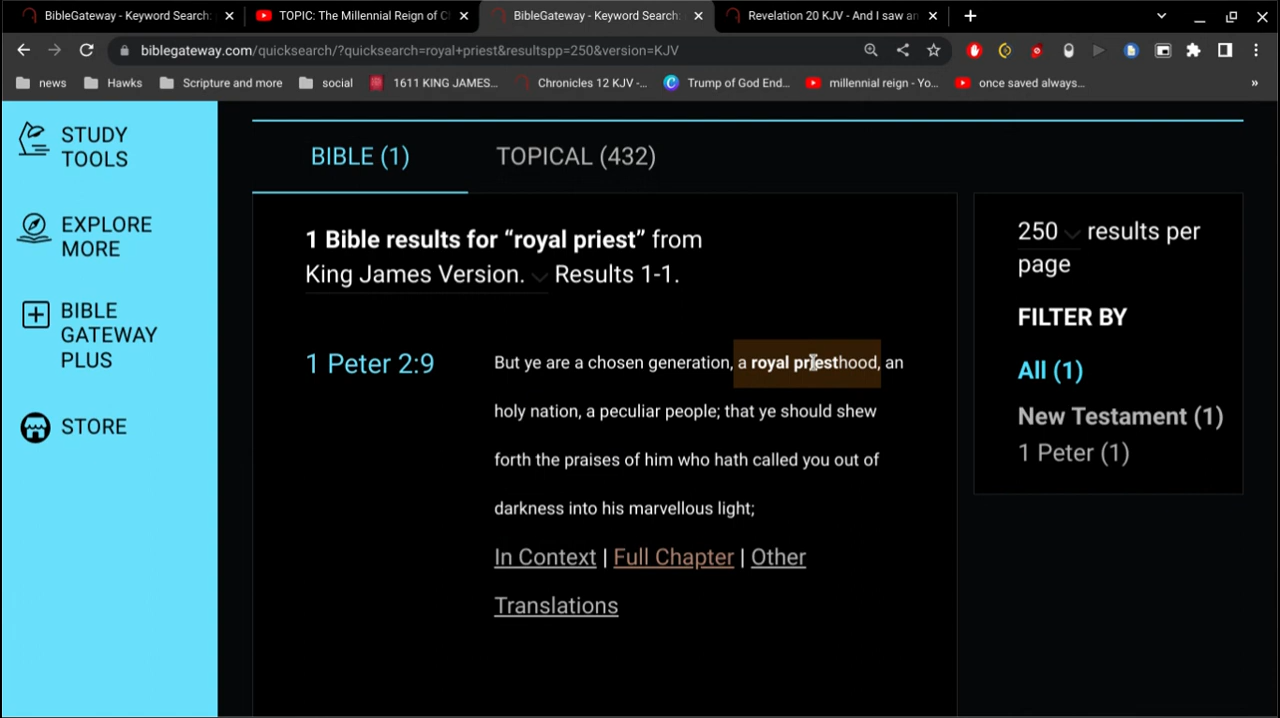 BibleGateway - Keyword Search:
TOPIC: The Millennial Reign of C
BibleGateway - Keyword Search:
Revelation 20 KJV - And I saw an
biblegateway.com/quicksearch/?quicksearch=royal+priest&resultspp=250&version=KJV
news
Hawks
Scripture and more
social
1611 KING JAMES...
Chronicles 12 KJV -...
Trump of God End...
millennial reign - Yo...
once saved always...
»
STUDY
TOOLS
EXPLORE
MORE
BIBLE
GATEWAY
PLUS
STORE
BIBLE (1)
TOPICAL (432)
1 Bible results for “royal priest” from
King James Version. Results 1-1.
1 Peter 2:9
But ye are a chosen generation, a royal priesthood, an
holy nation, a peculiar people; that ye should shew
forth the praises of him who hath called you out of
darkness into his marvellous light;
In Context | Full Chapter | Other
Translations
250 results per
page
FILTER BY
All (1)
New Testament (1)
1 Peter (1)